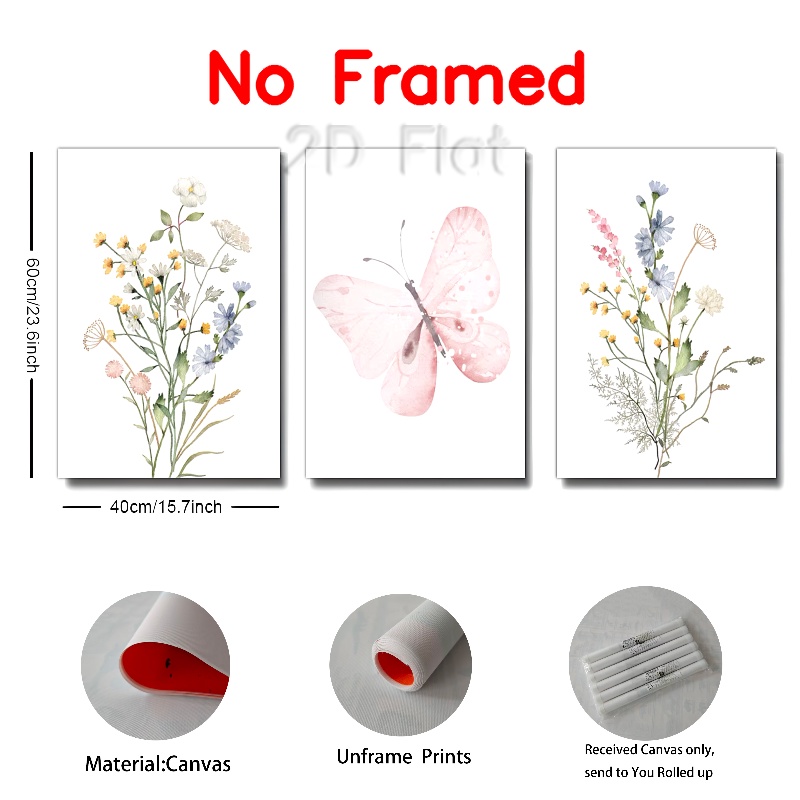 No Framed
2D Flat
60cm/23.6inch
40cm/15.7inch
Material:Canvas
Unframe Prints
Received Canvas only,
send to You Rolled up